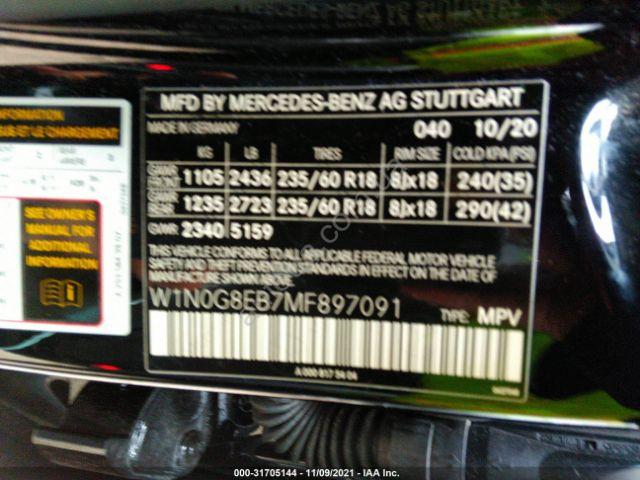 INFORMATION
SEE OWNER'S
MANUAL FOR
ADDITIONAL
INFORMATION
MFD BY MERCEDES-BENZ AG STUTTGART
MADE IN GERMANY 040 10/20
KG LB TIRES RIM SIZE COLD KPA (PSI)
GAWR FRONT 1105 2436 235/60 R18 8Jx18 240(35)
GAWR REAR 1235 2723 235/60 R18 8Jx18 290(42)
GVWR 2340 5159
THIS VEHICLE CONFORMS TO ALL APPLICABLE FEDERAL MOTOR VEHICLE
SAFETY AND THEFT PREVENTION STANDARDS IN EFFECT ON THE DATE OF
MANUFACTURE SHOWN ABOVE.
W1N0G8EB7MF897091 TYPE: MPV
A 000 817 54 04
000-31705144 - 11/09/2021 - IAA Inc.